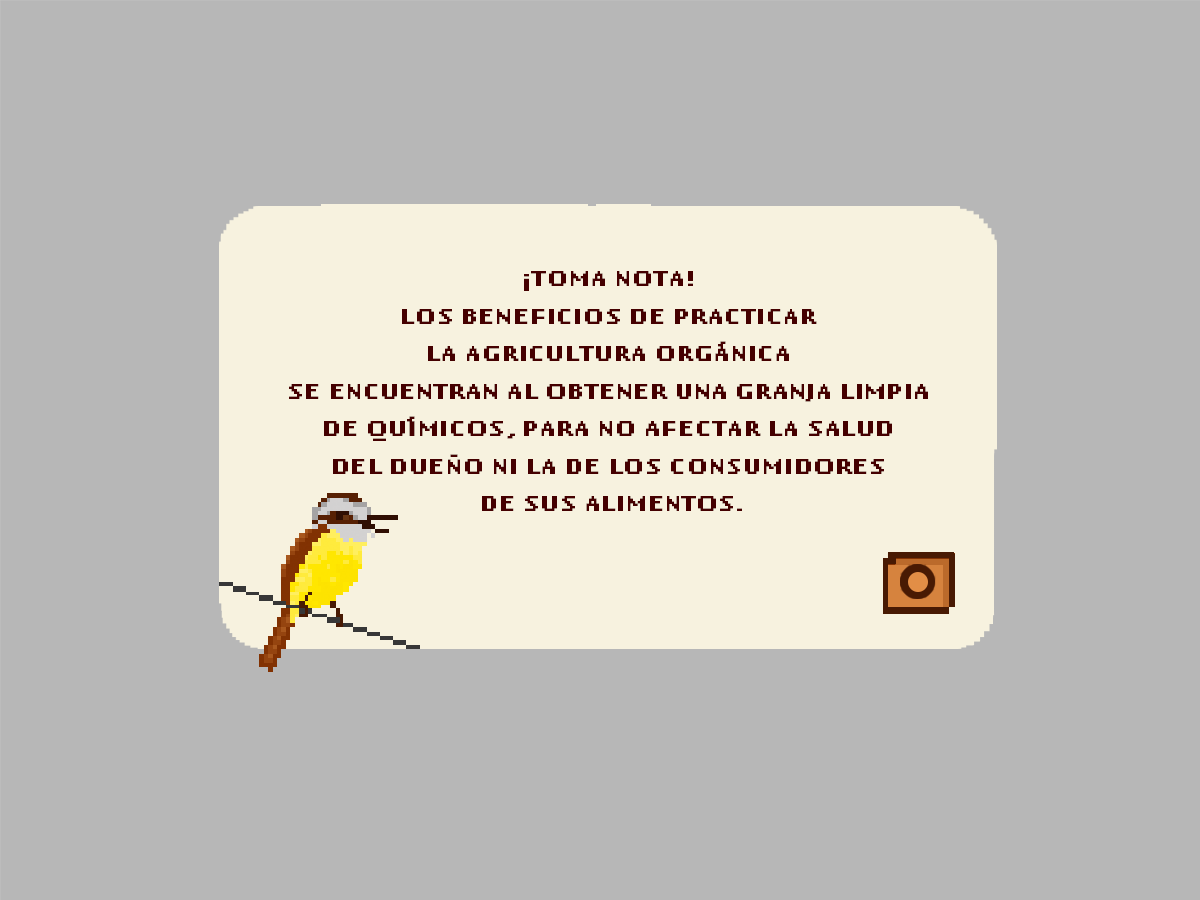 ¡TOMA NOTA!
LOS BENEFICIOS DE PRACTICAR
LA AGRICULTURA ORGÁNICA
SE ENCUENTRAN AL OBTENER UNA GRANJA LIMPIA
DE QUÍMICOS, PARA NO AFECTAR LA SALUD
DEL DUEÑO NI LA DE LOS CONSUMIDORES
DE SUS ALIMENTOS.